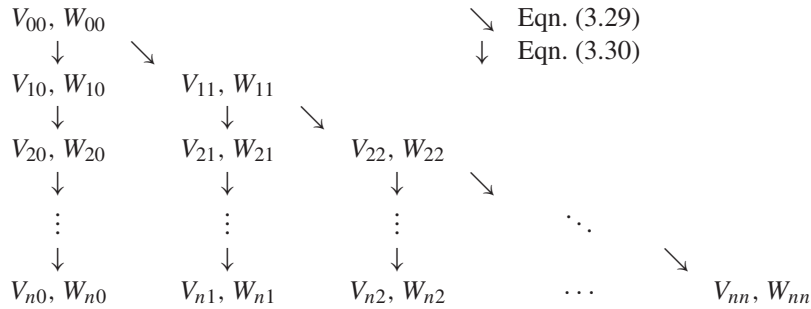 V₀₀, W₀₀ ↘ Eqn. (3.29)
↓ ↘ ↓ Eqn. (3.30)
V₁₀, W₁₀ V₁₁, W₁₁
↓ ↓ ↘
V₂₀, W₂₀ V₂₁, W₂₁ V₂₂, W₂₂
↓ ↓ ↓ ↘
⋮ ⋮ ⋮ ⋱
↓ ↓ ↓ ↘
Vₙ₀, Wₙ₀ Vₙ₁, Wₙ₁ Vₙ₂, Wₙ₂ ⋯ Vₙₙ, Wₙₙ